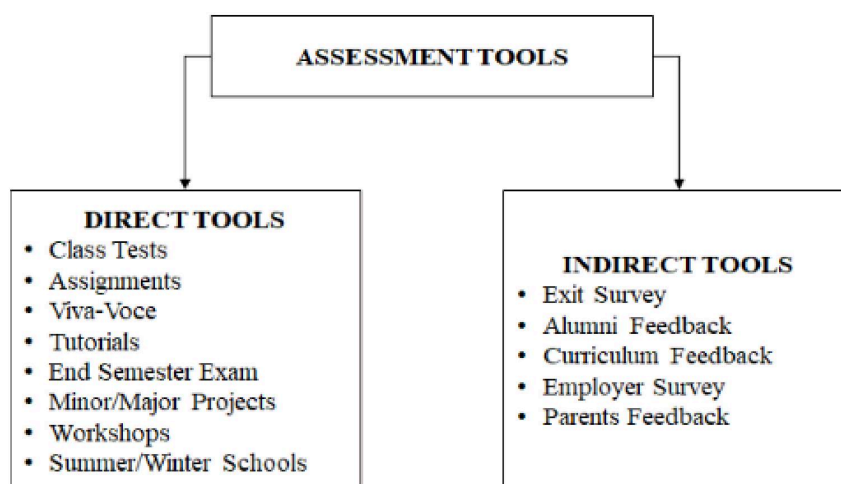 ASSESSMENT TOOLS
DIRECT TOOLS
• Class Tests
• Assignments
• Viva-Voce
• Tutorials
• End Semester Exam
• Minor/Major Projects
• Workshops
• Summer/Winter Schools
INDIRECT TOOLS
• Exit Survey
• Alumni Feedback
• Curriculum Feedback
• Employer Survey
• Parents Feedback